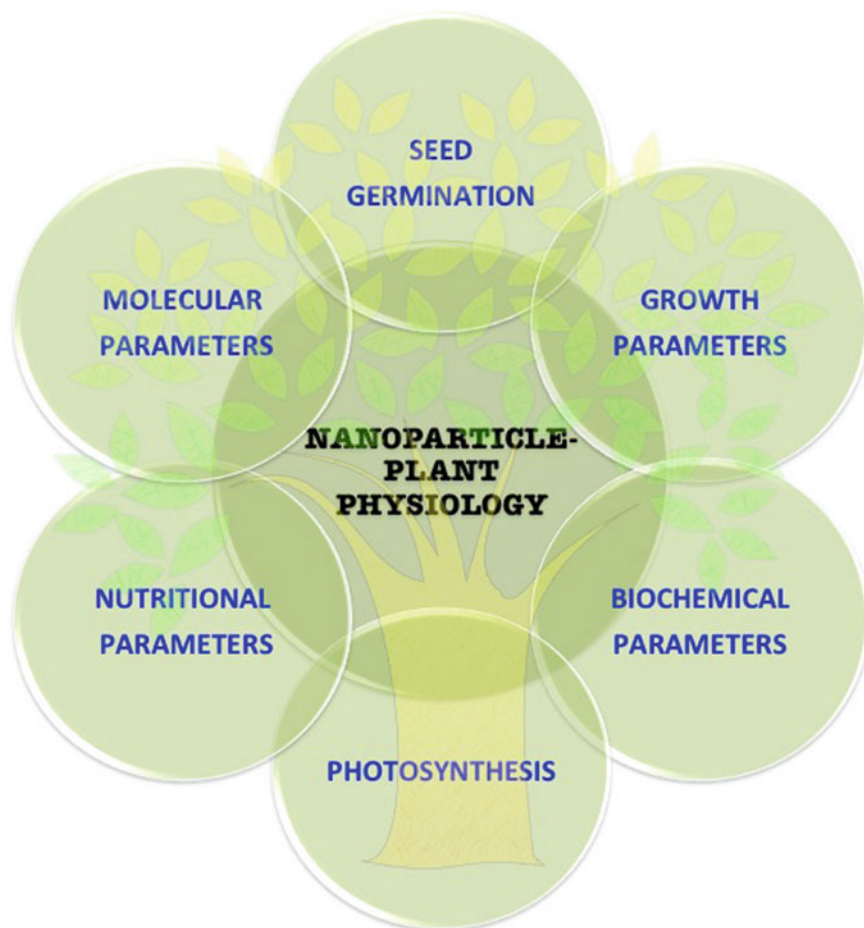 SEED
GERMINATION
MOLECULAR
PARAMETERS
GROWTH
PARAMETERS
NANOPARTICLE-
PLANT
PHYSIOLOGY
NUTRITIONAL
PARAMETERS
BIOCHEMICAL
PARAMETERS
PHOTOSYNTHESIS